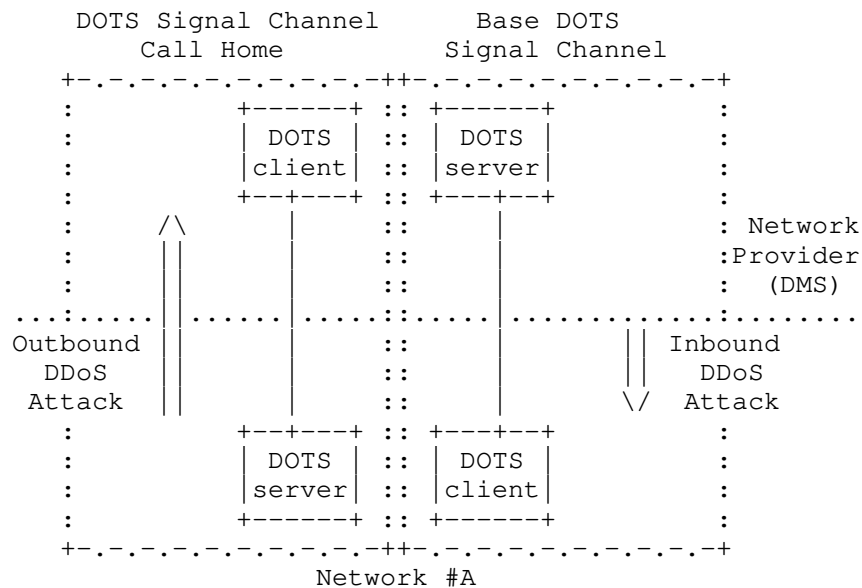 DOTS Signal Channel Base DOTS
Call Home Signal Channel
+-.-.-.-.-.-.-.-.-.-++-.-.-.-.-.-.-.-.-.-+
: +------+ :: +------+ :
: | DOTS | :: | DOTS | :
: |client| :: |server| :
: +--+---+ :: +---+--+ :
: /\ | :: | : Network
: || | :: | :Provider
: || | :: | : (DMS)
...:.....||......|.....::.....|.............:........
Outbound || | :: | || Inbound
DDoS || | :: | || DDoS
Attack || | :: | \/ Attack
: +--+---+ :: +---+--+ :
: | DOTS | :: | DOTS | :
: |server| :: |client| :
: +------+ :: +------+ :
+-.-.-.-.-.-.-.-.-.-++-.-.-.-.-.-.-.-.-.-+
Network #A